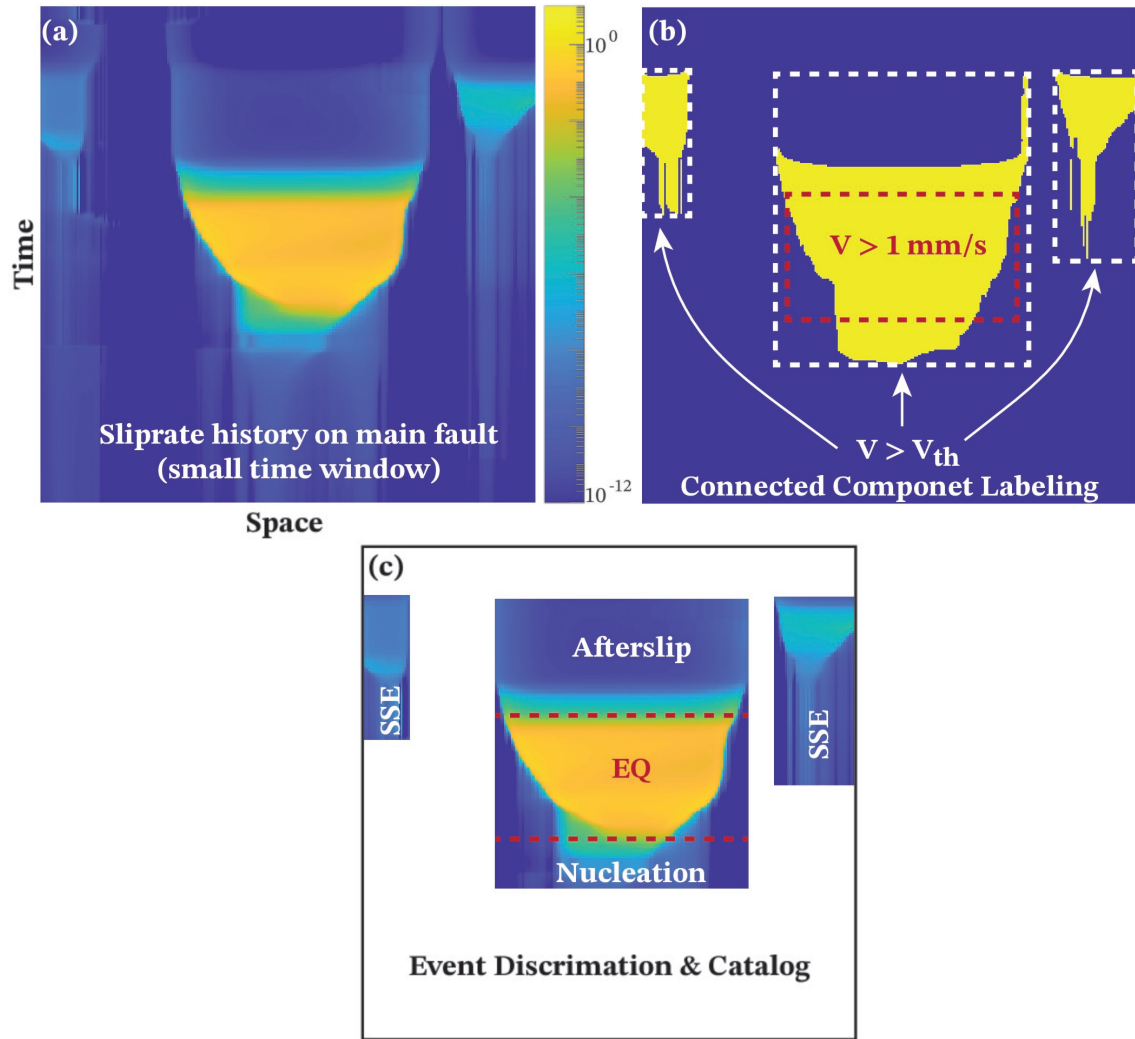 (a)
10^0
(b)
Time
V > 1 mm/s
Sliprate history on main fault
(small time window)
V > V_th
10^-12
Connected Componet Labeling
Space
(c)
Afterslip
SSE
SSE
EQ
Nucleation
Event Discrimation & Catalog